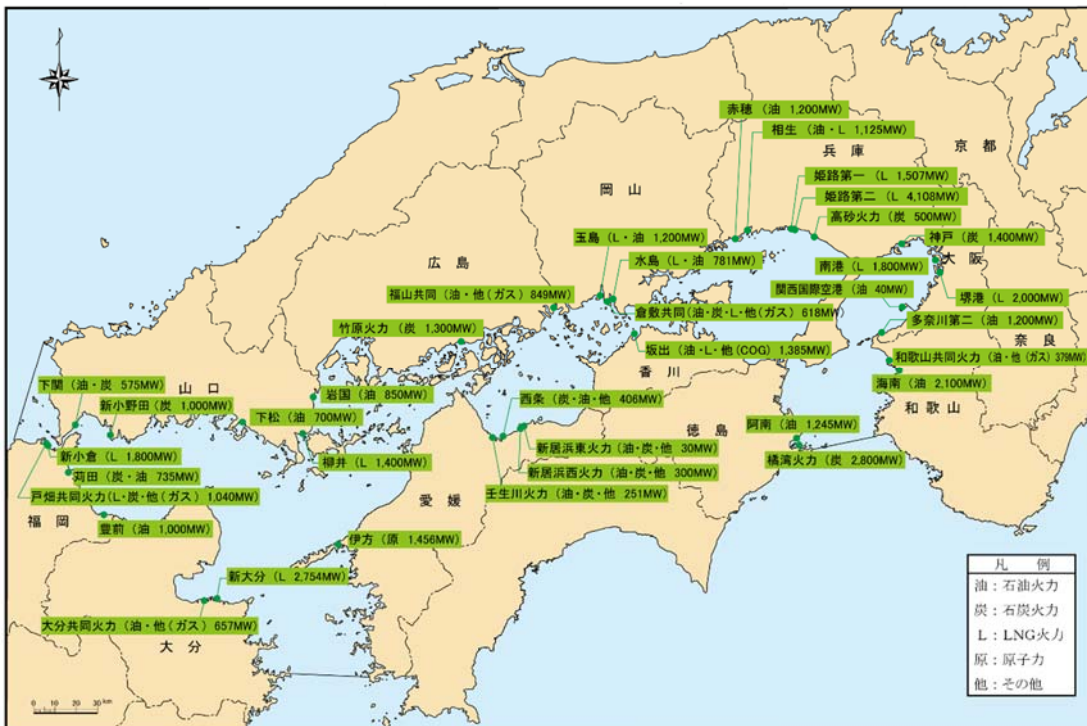 赤穂 (油 1,200MW)
相生 (油・L 1,125MW)
兵 庫
京 都
岡 山
姫路第一 (L 1,507MW)
姫路第二 (L 4,108MW)
高砂火力 (炭 500MW)
神戸 (炭 1,400MW)
大 阪
玉島 (L・油 1,200MW)
水島 (L・油 781MW)
南港 (L 1,800MW)
広 島
関西国際空港 (油 40MW)
堺港 (L 2,000MW)
福山共同 (油・他(ガス) 849MW)
倉敷共同(油・炭・L・他(ガス) 618MW)
多奈川第二 (油 1,200MW)
竹原火力 (炭 1,300MW)
奈 良
坂出 (油・L・他(COG) 1,385MW)
和歌山共同火力 (油・他(ガス) 379MW)
香 川
海南 (油 2,100MW)
下関 (油・炭 575MW)
山 口
岩国 (油 850MW)
西条 (炭・油・他 406MW)
和 歌 山
新小野田 (炭 1,000MW)
下松 (油 700MW)
徳 島
阿南 (油 1,245MW)
新居浜東火力 (油・炭・他 30MW)
新小倉 (L 1,800MW)
柳井 (L 1,400MW)
橘湾火力 (炭 2,800MW)
苅田 (炭・油 735MW)
新居浜西火力 (油・炭・他 300MW)
戸畑共同火力(L・炭・他(ガス) 1,040MW)
愛 媛
壬生川火力 (油・炭・他 251MW)
福 岡
豊前 (油 1,000MW)
伊方 (原 1,456MW)
新大分 (L 2,754MW)
大分共同火力 (油・他(ガス) 657MW)
大 分
凡 例
油:石油火力
炭:石炭火力
L:LNG火力
原:原子力
他:その他
0 10 20 30 km